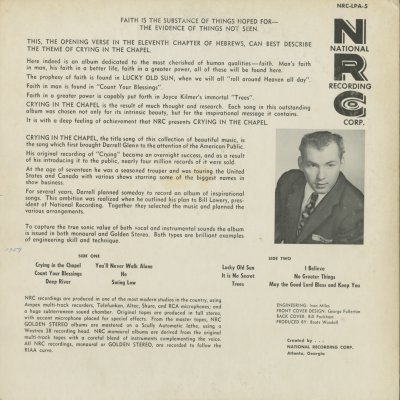 NRC-LPA-5
FAITH IS THE SUBSTANCE OF THINGS HOPED FOR—
THE EVIDENCE OF THINGS NOT SEEN.
THIS, THE OPENING VERSE IN THE ELEVENTH CHAPTER OF HEBREWS, CAN BEST DESCRIBE
THE THEME OF CRYING IN THE CHAPEL.
Here indeed is an album dedicated to the most cherished of human qualities—faith. Man's faith
in man, his faith in a better life, faith in a greater power, all of these will be found here.
The prophesy of faith is found in LUCKY OLD SUN, when we will all "roll around Heaven all day".
Faith in man is found in "Count Your Blessings".
Faith in a greater power is capably put forth in Joyce Kilmer's immortal "Trees".
CRYING IN THE CHAPEL is the result of much thought and research. Each song in this outstanding
album was chosen not only for its intrinsic beauty, but for the inspirational message it contains.
It is with a deep feeling of achievement that NRC presents CRYING IN THE CHAPEL.
NRC
NATIONAL
RECORDING
CORP.
CRYING IN THE CHAPEL, the title song of this collection of beautiful music, is
the song which first brought Darrell Glenn to the attention of the American Public.
His original recording of "Crying" became an overnight success, and as a result
of his introducing it to the public, nearly four million records of it were sold.
At the age of seventeen he was a seasoned trouper and was touring the United
States and Canada with various shows starring some of the biggest names in
show business.
For several years, Darrell planned someday to record an album of inspirational
songs. This ambition was realized when he outlined his plan to Bill Lowery, pres-
ident of National Recording. Together they selected the music and planned the
various arrangements.
To capture the true sonic value of both vocal and instrumental sounds the album
is issued in both monaural and Golden Stereo. Both types are brilliant examples
of engineering skill and technique.
SIDE ONE
Crying in the Chapel
Count Your Blessings
Deep River
You'll Never Walk Alone
He
Swing Low
SIDE TWO
Lucky Old Sun
It Is No Secret
Trees
I Believe
No Greater Things
May the Good Lord Bless and Keep You
NRC recordings are produced in one of the most modern studios in the country, using
Ampex multi-track recorders, Telefunken, Altec, Shure, and RCA microphones; and
a huge subterranean sound chamber. Original tapes are produced in full stereo,
with accent microphone placed for special effects. From the master tapes, NRC
GOLDEN STEREO albums are mastered on a Scully Automatic lathe, using a
Westrex 3B recording head. NRC monaural albums are derived from the original
multi-track tapes with a careful blend of instruments complementing the voice.
All NRC recordings, monaural or GOLDEN STEREO, are corrected to follow the
RIAA curve.
ENGINEERING: Iran Miles
FRONT COVER DESIGN: George Fullerton
BACK COVER: Bill Packham
PRODUCED BY: Boots Woodall
Created by . . .
NATIONAL RECORDING CORP.
Atlanta, Georgia